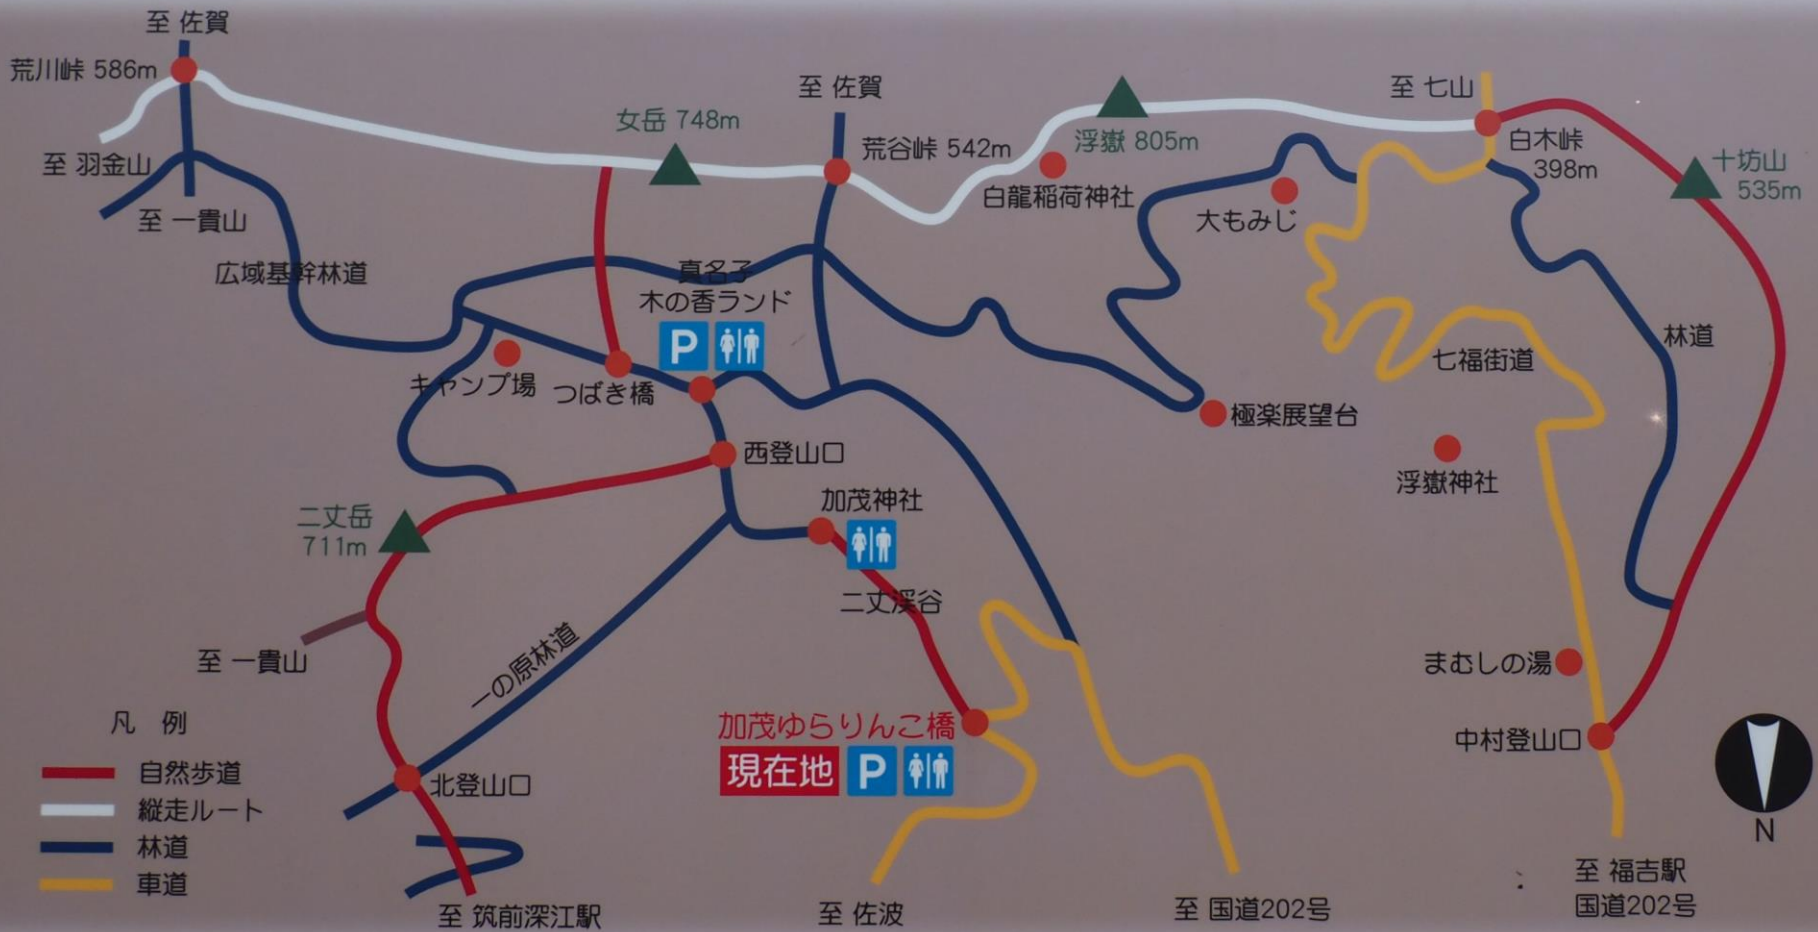 至 佐賀
荒川峠 586m
至 羽金山
至 一貴山
広域基幹林道
女岳 748m
至 佐賀
荒谷峠 542m
浮嶽 805m
白龍稲荷神社
至 七山
白木峠
398m
十坊山
535m
大もみじ
真名子
木の香ランド
P
キャンプ場
つばき橋
西登山口
極楽展望台
七福街道
林道
浮嶽神社
加茂神社
二丈渓谷
二丈岳
711m
至 一貴山
一の原林道
加茂ゆらりんこ橋
現在地 P
まむしの湯
中村登山口
北登山口
凡 例
自然歩道
縦走ルート
林道
車道
至 筑前深江駅
至 佐波
至 国道202号
至 福吉駅
国道202号
N